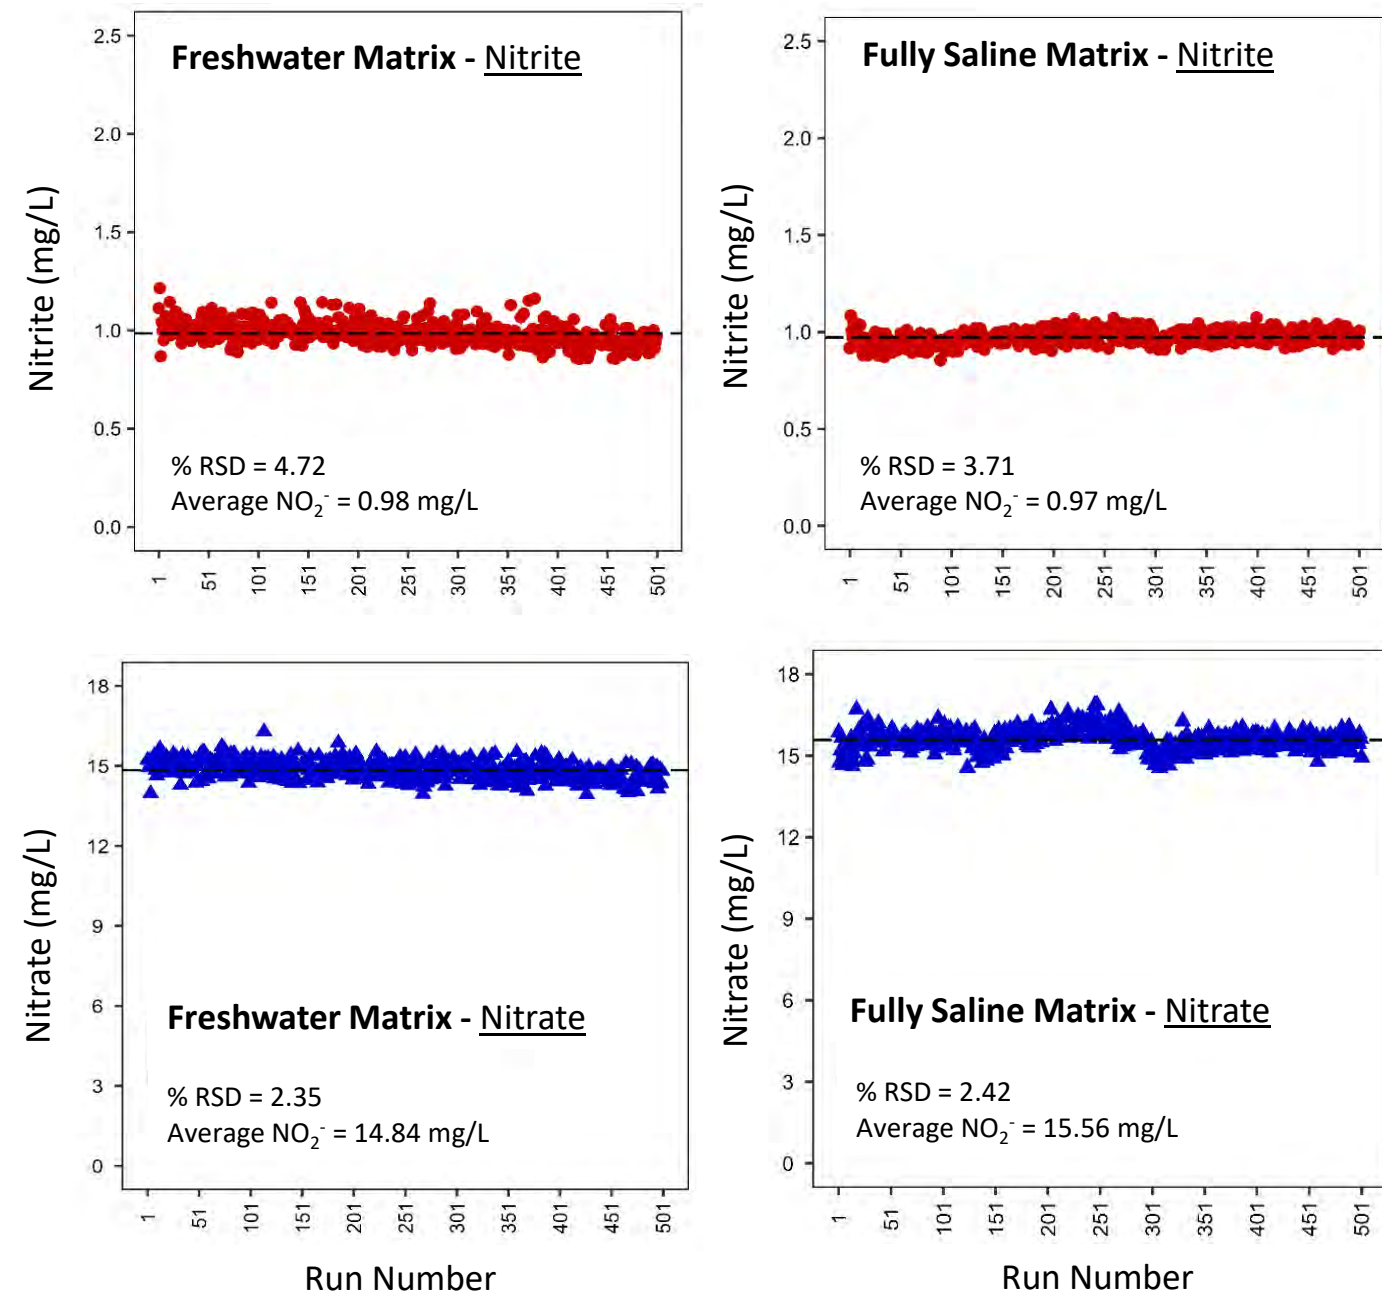 Freshwater Matrix - Nitrite
Nitrite (mg/L)
2.5
2.0
1.5
1.0
0.5
0.0
% RSD = 4.72
Average NO₂⁻ = 0.98 mg/L
1 51 101 151 201 251 301 351 401 451 501
Fully Saline Matrix - Nitrite
Nitrite (mg/L)
2.5
2.0
1.5
1.0
0.5
0.0
% RSD = 3.71
Average NO₂⁻ = 0.97 mg/L
1 51 101 151 201 251 301 351 401 451 501
Nitrate (mg/L)
18
15
12
9
6
3
0
Freshwater Matrix - Nitrate
% RSD = 2.35
Average NO₂⁻ = 14.84 mg/L
1 51 101 151 201 251 301 351 401 451 501
Run Number
Nitrate (mg/L)
18
15
12
9
6
3
0
Fully Saline Matrix - Nitrate
% RSD = 2.42
Average NO₂⁻ = 15.56 mg/L
1 51 101 151 201 251 301 351 401 451 501
Run Number